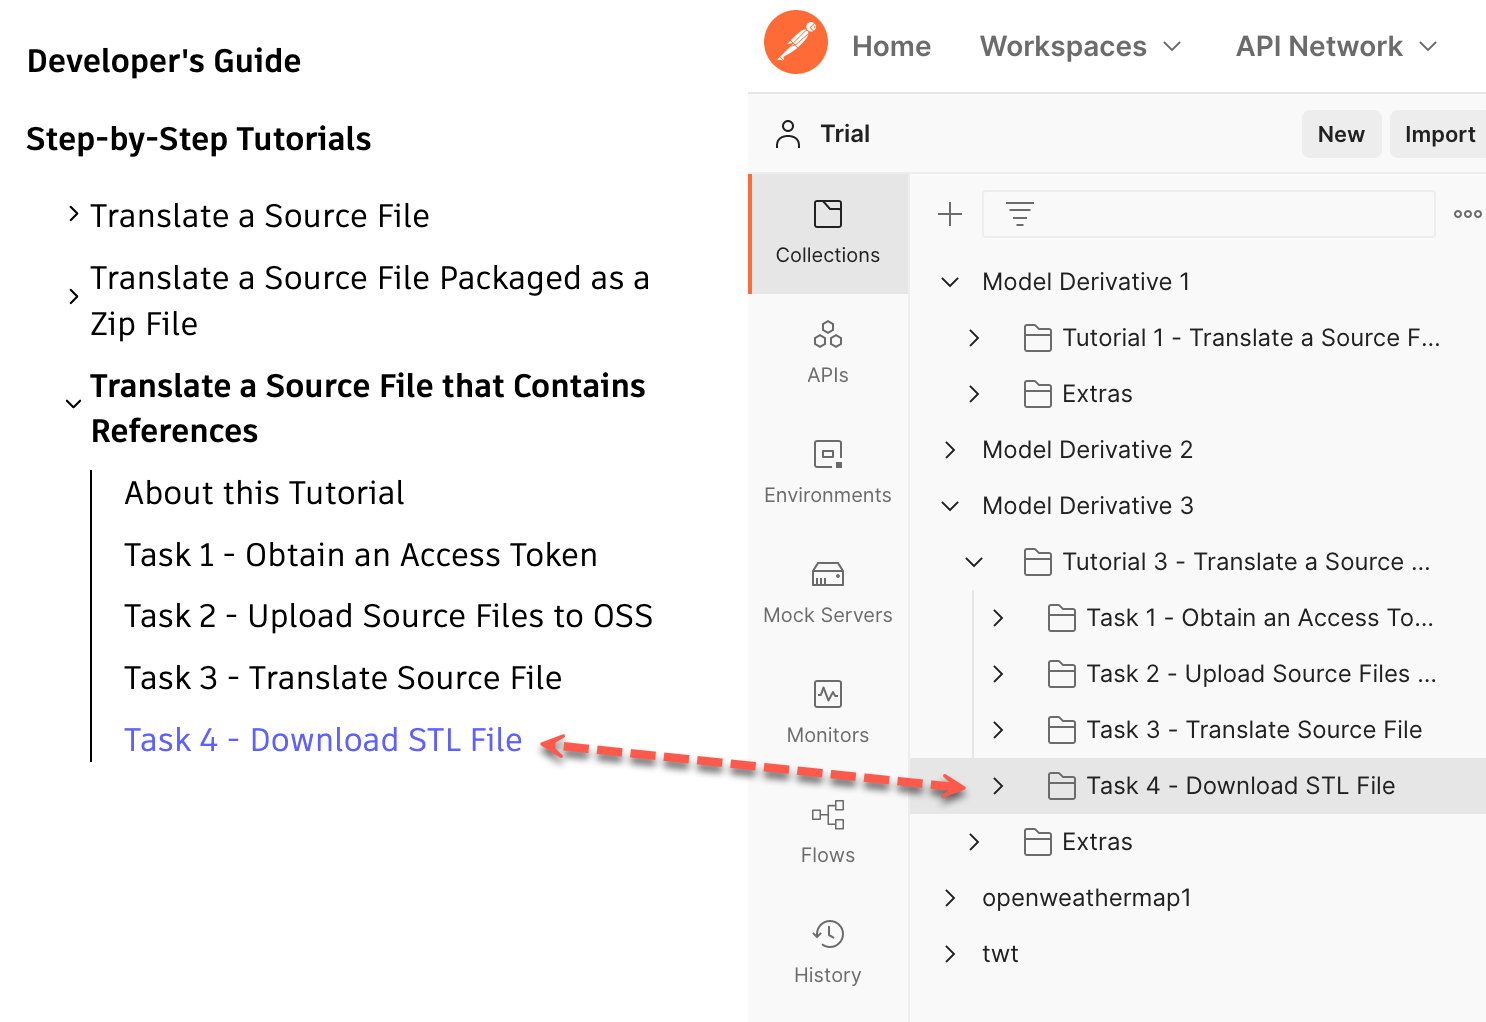 Developer's Guide
Step-by-Step Tutorials
Translate a Source File
Translate a Source File Packaged as a
Zip File
Translate a Source File that Contains
References
About this Tutorial
Task 1 - Obtain an Access Token
Task 2 - Upload Source Files to OSS
Task 3 - Translate Source File
Task 4 - Download STL File
Home Workspaces API Network
Trial New Import
Collections
APIs
Environments
Mock Servers
Monitors
Flows
History
Model Derivative 1
Tutorial 1 - Translate a Source F...
Extras
Model Derivative 2
Model Derivative 3
Tutorial 3 - Translate a Source ...
Task 1 - Obtain an Access To...
Task 2 - Upload Source Files ...
Task 3 - Translate Source File
Task 4 - Download STL File
Extras
openweathermap1
twt